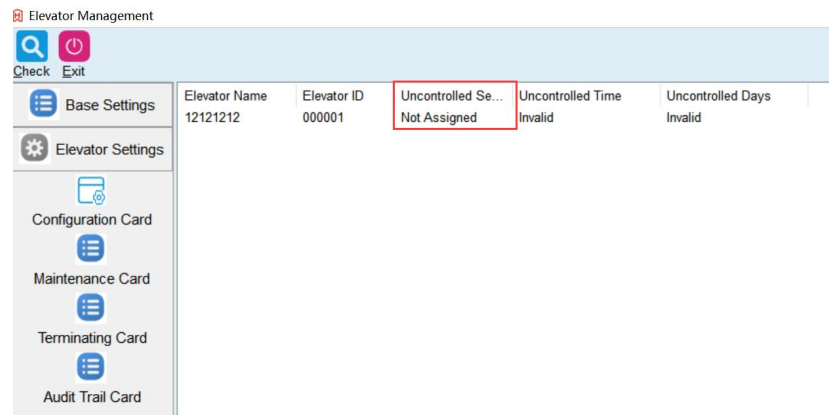 Elevator Management
Check Exit
Base Settings
Elevator Settings
Configuration Card
Maintenance Card
Terminating Card
Audit Trail Card
Elevator Name Elevator ID Uncontrolled Se... Uncontrolled Time Uncontrolled Days
12121212 000001 Not Assigned Invalid Invalid